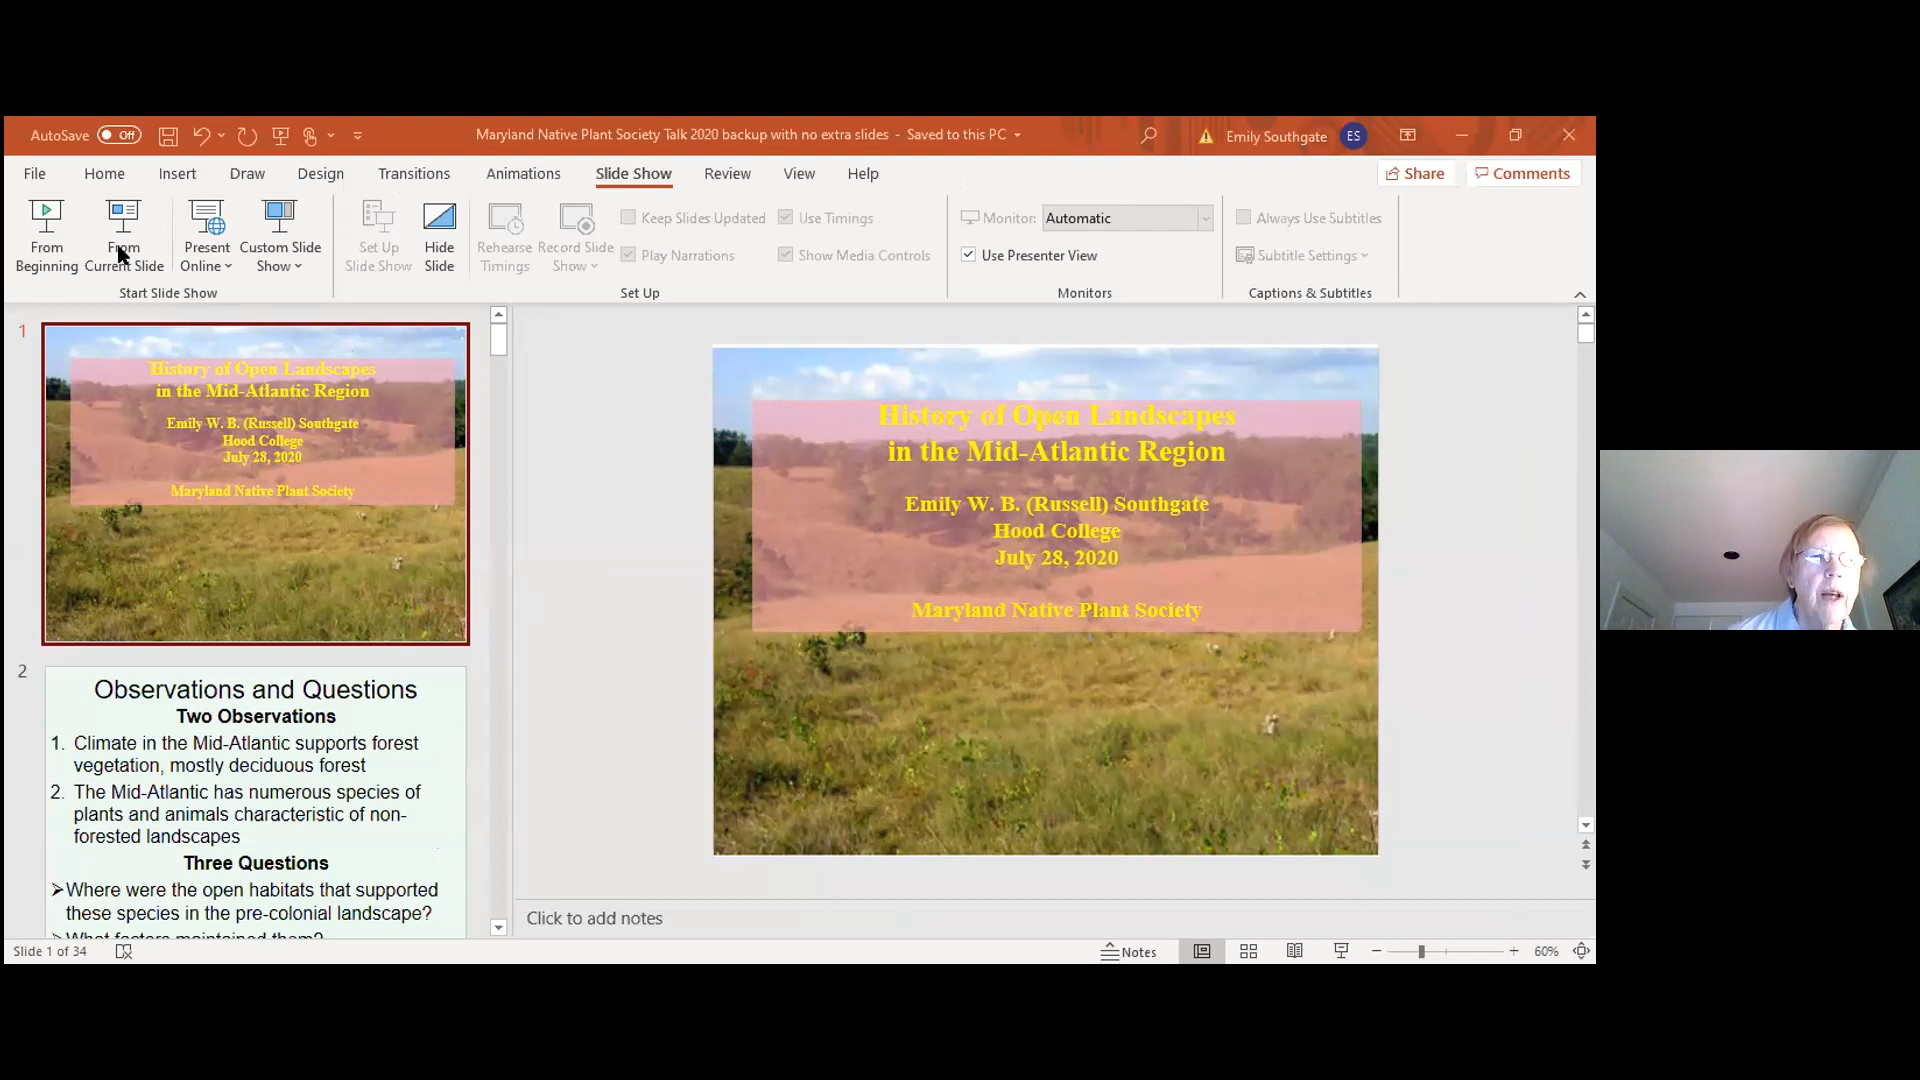 AutoSave Off
Maryland Native Plant Society Talk 2020 backup with no extra slides - Saved to this PC
Emily Southgate ES
File Home Insert Draw Design Transitions Animations Slide Show Review View Help
Share Comments
From Beginning
From Current Slide
Present Online
Custom Slide Show
Start Slide Show
Set Up Slide Show
Hide Slide
Rehearse Timings
Record Slide Show
Keep Slides Updated
Play Narrations
Use Timings
Show Media Controls
Set Up
Monitor: Automatic
Use Presenter View
Monitors
Always Use Subtitles
Subtitle Settings
Captions & Subtitles
1
History of Open Landscapes
in the Mid-Atlantic Region
Emily W. B. (Russell) Southgate
Hood College
July 28, 2020
Maryland Native Plant Society
2
Observations and Questions
Two Observations
1. Climate in the Mid-Atlantic supports forest
vegetation, mostly deciduous forest
2. The Mid-Atlantic has numerous species of
plants and animals characteristic of non-
forested landscapes
Three Questions
➢Where were the open habitats that supported
these species in the pre-colonial landscape?
➢What factors maintained them?
History of Open Landscapes
in the Mid-Atlantic Region
Emily W. B. (Russell) Southgate
Hood College
July 28, 2020
Maryland Native Plant Society
Click to add notes
Slide 1 of 34
Notes
60%